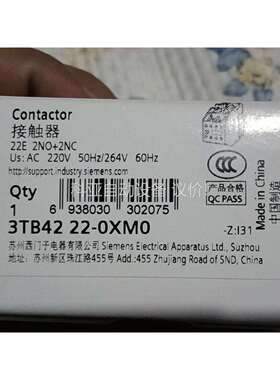 Contactor
接触器
22E 2NO+2NC
Us: AC 220V 50Hz/264V 60Hz
http://support.industry.siemens.com
CCC
产品合格
QC PASS
Made in China
中国制造
Qty
1 6 938030 302075
3TB42 22-0XM0
-Z:I31
苏州西门子电器有限公司 Siemens Electrical Apparatus Ltd., Suzhou
苏州新区珠江路455号 Add.:455 Zhujiang Road of SND, China